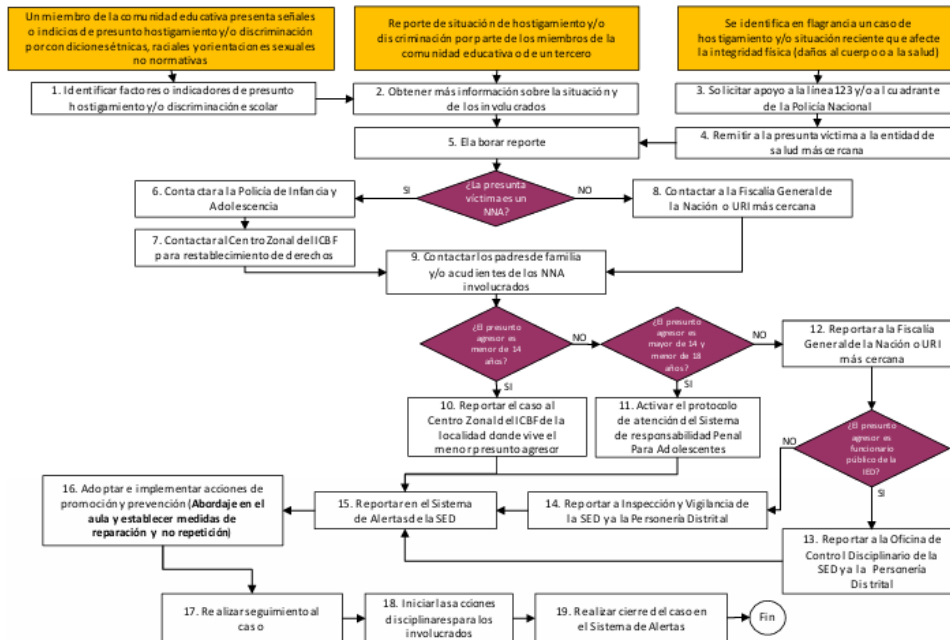 Un miembro de la comunidad educativa presenta señales
o indicios de presunto hostigamiento y/o discriminación
por condiciones étnicas, raciales y orientaciones sexuales
no normativas
Reporte de situación de hostigamiento y/o
discriminación por parte de los miembros de la
comunidad educativa o de un tercero
Se identifica en flagrancia un caso de
hostigamiento y/o situación reciente que afecte
la integridad física (daños al cuerpo o a la salud)
1. Identificar factores o indicadores de presunto
hostigamiento y/o discriminación escolar
2. Obtener más información sobre la situación y
de los involucrados
3. Solicitar apoyo a la línea 123 y/o al cuadrante
de la Policía Nacional
5. Elaborar reporte
4. Remitir a la presunta víctima a la entidad de
salud más cercana
¿La presunta
víctima es un
NNA?
SI
NO
6. Contactar a la Policía de Infancia y
Adolescencia
8. Contactar a la Fiscalía General de
la Nación o URI más cercana
7. Contactar al Centro Zonal del ICBF
para restablecimiento de derechos
9. Contactar los padres de familia
y/o acudientes de los NNA
involucrados
¿El presunto
agresor es
menor de 14
años?
NO
SI
¿El presunto
agresor es
mayor de 14 y
menor de 18
años?
NO
SI
12. Reportar a la Fiscalía
General de la Nación o URI
más cercana
10. Reportar el caso al
Centro Zonal del ICBF de la
localidad donde vive el
menor presunto agresor
11. Activar el protocolo
de atención del Sistema
de responsabilidad Penal
Para Adolescentes
¿El presunto
agresor es
funcionario
público de la
IED?
NO
SI
16. Adoptar e implementar acciones de
promoción y prevención (Abordaje en el
aula y establecer medidas de
reparación y no repetición)
15. Reportar en el Sistema
de Alertas de la SED
14. Reportar a Inspección y Vigilancia de
la SED y a la Personería Distrital
13. Reportar a la Oficina de
Control Disciplinario de la
SED y a la Personería
Distrital
17. Realizar seguimiento al
caso
18. Iniciar las acciones
disciplinares para los
involucrados
19. Realizar cierre del caso en
el Sistema de Alertas
Fin